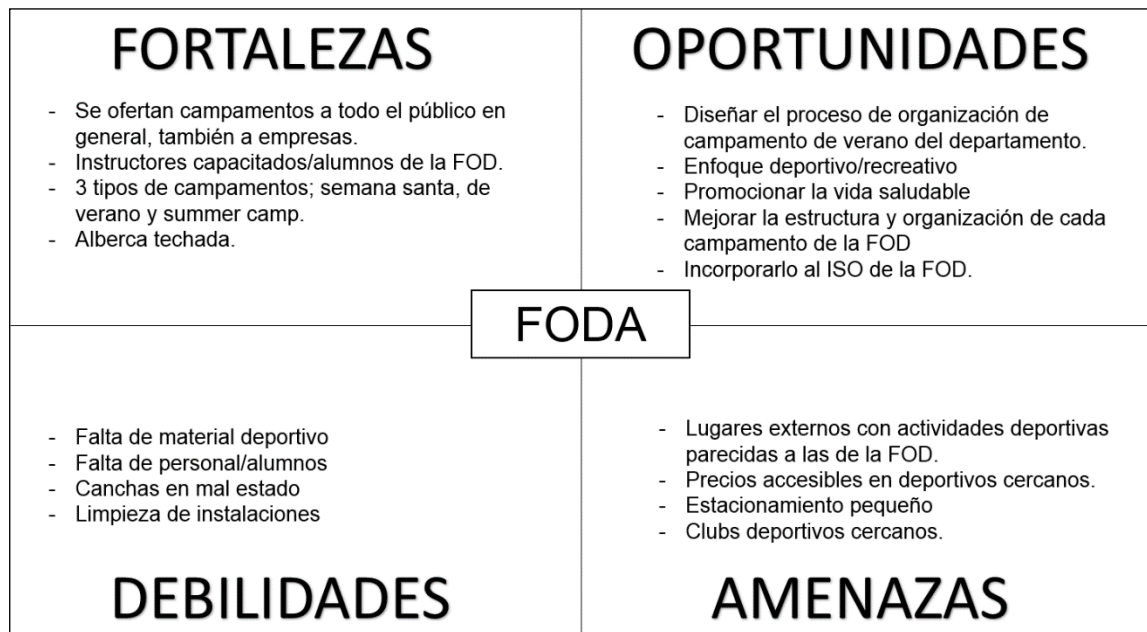 FORTALEZAS
- Se ofertan campamentos a todo el público en
general, también a empresas.
- Instructores capacitados/alumnos de la FOD.
- 3 tipos de campamentos; semana santa, de
verano y summer camp.
- Alberca techada.
OPORTUNIDADES
- Diseñar el proceso de organización de
campamento de verano del departamento.
- Enfoque deportivo/recreativo
- Promocionar la vida saludable
- Mejorar la estructura y organización de cada
campamento de la FOD
- Incorporarlo al ISO de la FOD.
FODA
- Falta de material deportivo
- Falta de personal/alumnos
- Canchas en mal estado
- Limpieza de instalaciones
DEBILIDADES
- Lugares externos con actividades deportivas
parecidas a las de la FOD.
- Precios accesibles en deportivos cercanos.
- Estacionamiento pequeño
- Clubs deportivos cercanos.
AMENAZAS